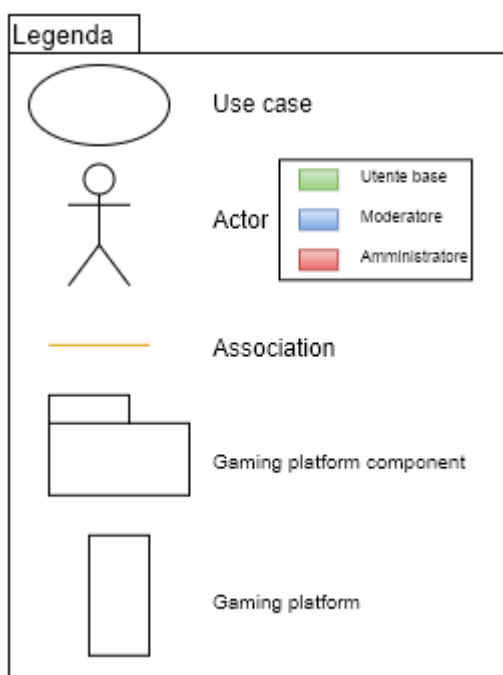 Legenda
Use case
Actor
Utente base
Moderatore
Amministratore
Association
Gaming platform component
Gaming platform